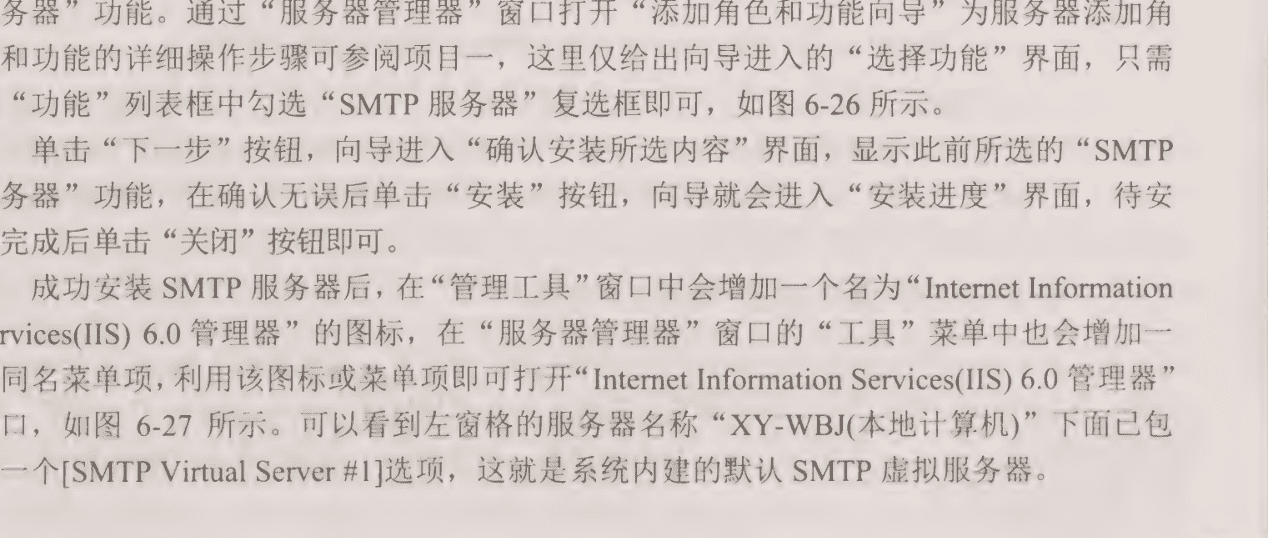 务器”功能。通过“服务器管理器”窗口打开“添加角色和功能向导”为服务器添加角
和功能的详细操作步骤可参阅项目一，这里仅给出向导进入的“选择功能”界面，只需
“功能”列表框中勾选“SMTP 服务器”复选框即可，如图 6-26 所示。
单击“下一步”按钮，向导进入“确认安装所选内容”界面，显示此前所选的“SMTP
务器”功能，在确认无误后单击“安装”按钮，向导就会进入“安装进度”界面，待安
完成后单击“关闭”按钮即可。
成功安装 SMTP 服务器后，在“管理工具”窗口中会增加一个名为“Internet Information
rvices(IIS) 6.0 管理器”的图标，在“服务器管理器”窗口的“工具”菜单中也会增加一
同名菜单项，利用该图标或菜单项即可打开“Internet Information Services(IIS) 6.0 管理器”
口，如图 6-27 所示。可以看到左窗格的服务器名称“XY-WBJ(本地计算机)”下面已包
一个[SMTP Virtual Server #1]选项，这就是系统内建的默认 SMTP 虚拟服务器。